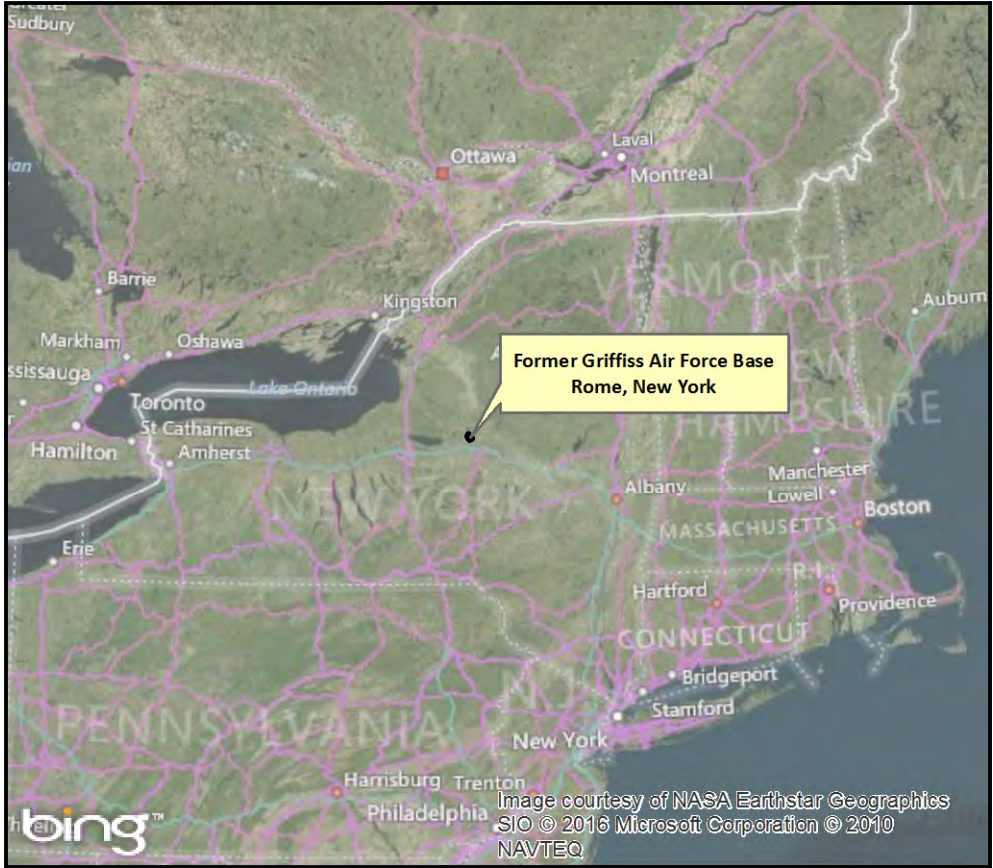 Greater
Sudbury
Ottawa
Laval
Montreal
Barrie
VERMONT
Kingston
Auburn
Markham
Oshawa
ssissauga
Lake Ontario
Former Griffiss Air Force Base
Rome, New York
NEW
HAMPSHIRE
Toronto
St Catharines
Hamilton
Amherst
Manchester
Lowell
NEW YORK
Albany
Boston
MASSACHUSETTS
Erie
R.I.
Hartford
Providence
CONNECTICUT
Bridgeport
Stamford
N.J.
PENNSYLVANIA
New York
Harrisburg
Trenton
Philadelphia
Image courtesy of NASA Earthstar Geographics
SIO © 2016 Microsoft Corporation © 2010
NAVTEQ
bing™